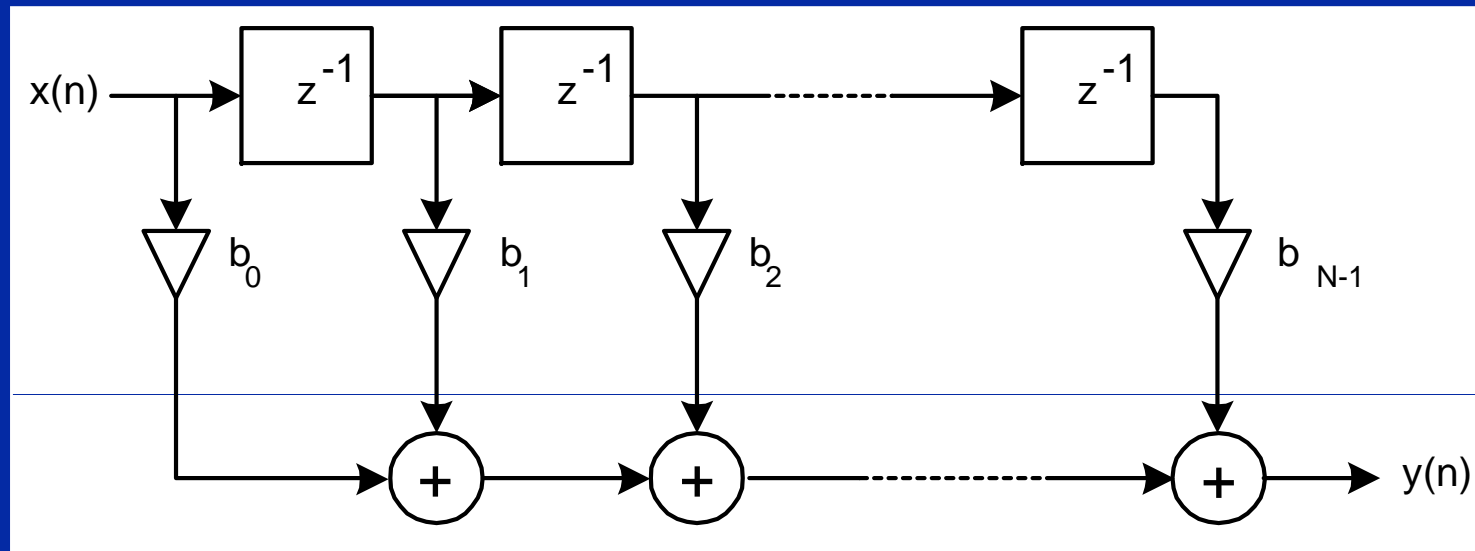 x(n) z⁻¹ z⁻¹ z⁻¹
b₀ b₁ b₂ b N-1
+ + + y(n)